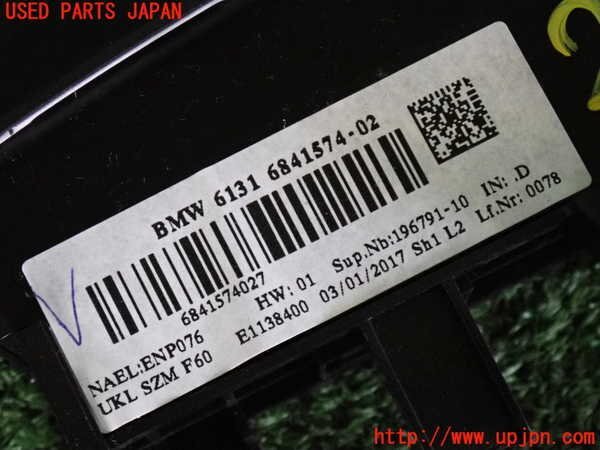 USED PARTS JAPAN
BMW 6131 6841574-02
6841574027
HW: 01 Sup.Nb:196791-10 IN: .D
NAEL:ENP076
E1138400 03/01/2017 Sh1 L2 Lf.Nr: 0078
UKL SZM F60
http://www.upjpn.com/